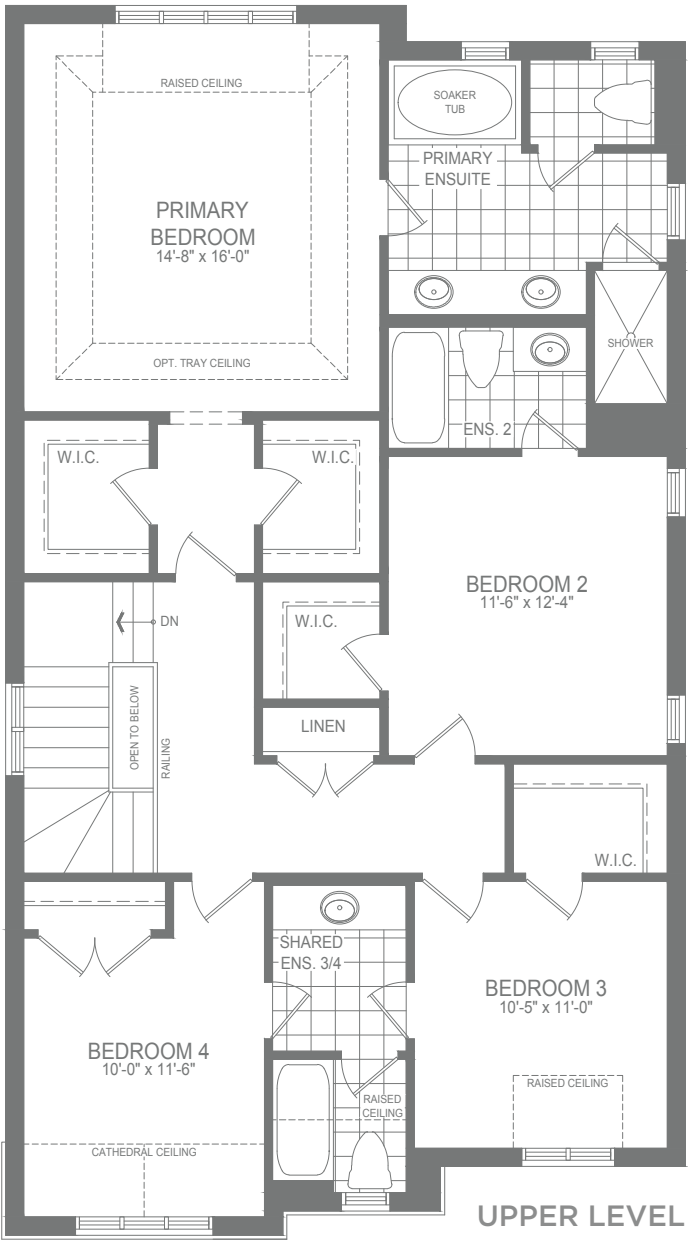 RAISED CEILING
PRIMARY
BEDROOM
14'-8" x 16'-0"
OPT. TRAY CEILING
SOAKER
TUB
PRIMARY
ENSUITE
SHOWER
ENS. 2
W.I.C.
W.I.C.
BEDROOM 2
11'-6" x 12'-4"
DN
W.I.C.
OPEN TO BELOW
RAILING
LINEN
W.I.C.
SHARED
ENS. 3/4
BEDROOM 3
10'-5" x 11'-0"
BEDROOM 4
10'-0" x 11'-6"
RAISED CEILING
RAISED
CEILING
CATHEDRAL CEILING
UPPER LEVEL